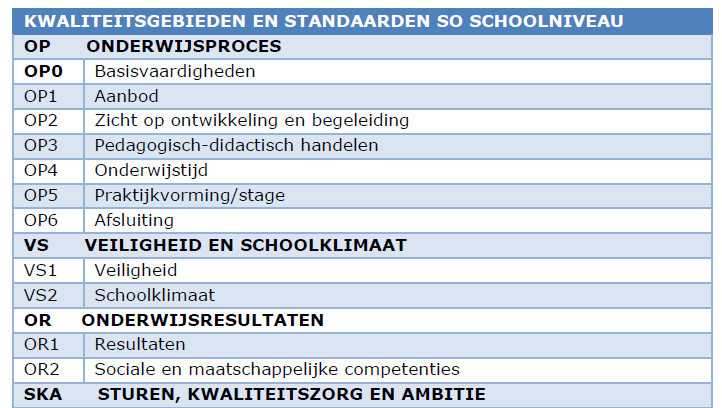 KWALITEITSGEBIEDEN EN STANDAARDEN SO SCHOOLNIVEAU
OP ONDERWIJSPROCES
OP0 Basisvaardigheden
OP1 Aanbod
OP2 Zicht op ontwikkeling en begeleiding
OP3 Pedagogisch-didactisch handelen
OP4 Onderwijstijd
OP5 Praktijkvorming/stage
OP6 Afsluiting
VS VEILIGHEID EN SCHOOLKLIMAAT
VS1 Veiligheid
VS2 Schoolklimaat
OR ONDERWIJSRESULTATEN
OR1 Resultaten
OR2 Sociale en maatschappelijke competenties
SKA STUREN, KWALITEITSZORG EN AMBITIE